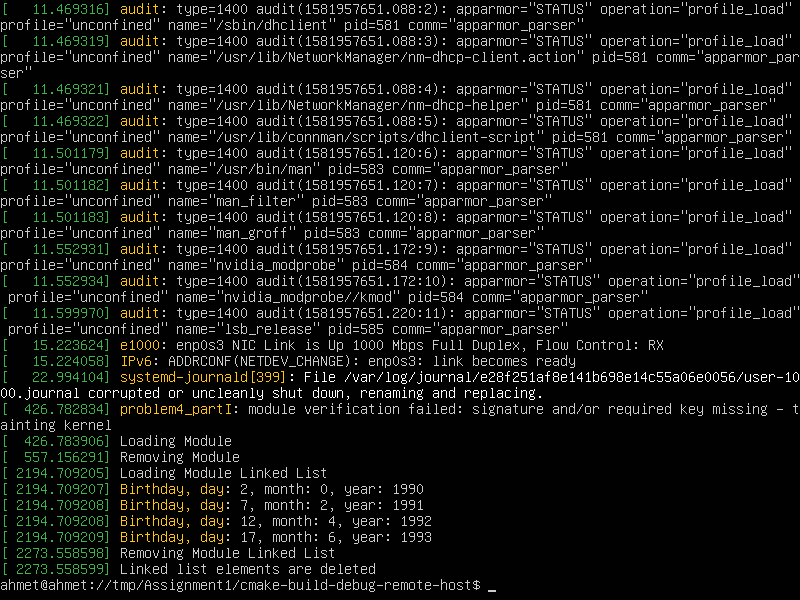 [   11.469316] audit: type=1400 audit(1581957651.088:2): apparmor="STATUS" operation="profile_load"
profile="unconfined" name="/sbin/dhclient" pid=581 comm="apparmor_parser"
[   11.469319] audit: type=1400 audit(1581957651.088:3): apparmor="STATUS" operation="profile_load"
profile="unconfined" name="/usr/lib/NetworkManager/nm-dhcp-client.action" pid=581 comm="apparmor_par
ser"
[   11.469321] audit: type=1400 audit(1581957651.088:4): apparmor="STATUS" operation="profile_load"
profile="unconfined" name="/usr/lib/NetworkManager/nm-dhcp-helper" pid=581 comm="apparmor_parser"
[   11.469322] audit: type=1400 audit(1581957651.088:5): apparmor="STATUS" operation="profile_load"
profile="unconfined" name="/usr/lib/connman/scripts/dhclient-script" pid=581 comm="apparmor_parser"
[   11.501179] audit: type=1400 audit(1581957651.120:6): apparmor="STATUS" operation="profile_load"
profile="unconfined" name="/usr/bin/man" pid=583 comm="apparmor_parser"
[   11.501182] audit: type=1400 audit(1581957651.120:7): apparmor="STATUS" operation="profile_load"
profile="unconfined" name="man_filter" pid=583 comm="apparmor_parser"
[   11.501183] audit: type=1400 audit(1581957651.120:8): apparmor="STATUS" operation="profile_load"
profile="unconfined" name="man_groff" pid=583 comm="apparmor_parser"
[   11.552931] audit: type=1400 audit(1581957651.172:9): apparmor="STATUS" operation="profile_load"
profile="unconfined" name="nvidia_modprobe" pid=584 comm="apparmor_parser"
[   11.552934] audit: type=1400 audit(1581957651.172:10): apparmor="STATUS" operation="profile_load"
 profile="unconfined" name="nvidia_modprobe//kmod" pid=584 comm="apparmor_parser"
[   11.599970] audit: type=1400 audit(1581957651.220:11): apparmor="STATUS" operation="profile_load"
 profile="unconfined" name="lsb_release" pid=585 comm="apparmor_parser"
[   15.223624] e1000: enp0s3 NIC Link is Up 1000 Mbps Full Duplex, Flow Control: RX
[   15.224058] IPv6: ADDRCONF(NETDEV_CHANGE): enp0s3: link becomes ready
[   22.994104] systemd-journald[399]: File /var/log/journal/e28f251af8e141b698e14c55a06e0056/user-10
00.journal corrupted or uncleanly shut down, renaming and replacing.
[  426.782834] problem4_partI: module verification failed: signature and/or required key missing - t
ainting kernel
[  426.783906] Loading Module
[  557.156291] Removing Module
[ 2194.709205] Loading Module Linked List
[ 2194.709207] Birthday, day: 2, month: 0, year: 1990
[ 2194.709208] Birthday, day: 7, month: 2, year: 1991
[ 2194.709208] Birthday, day: 12, month: 4, year: 1992
[ 2194.709209] Birthday, day: 17, month: 6, year: 1993
[ 2273.558598] Removing Module Linked List
[ 2273.558599] Linked list elements are deleted
ahmet@ahmet://tmp/Assignment1/cmake-build-debug-remote-host$ _